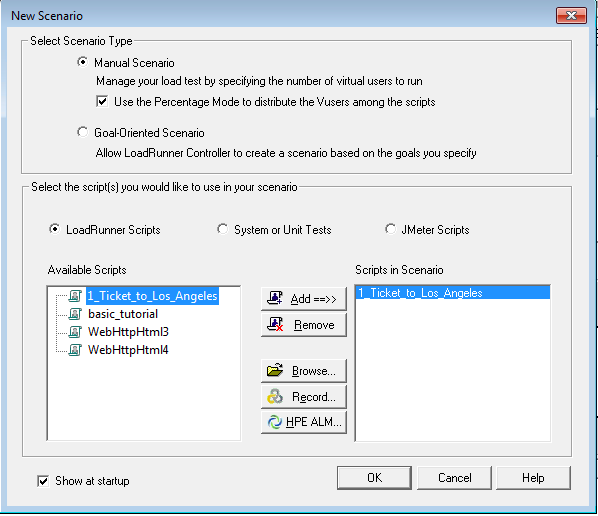 New Scenario
Select Scenario Type
Manual Scenario
Manage your load test by specifying the number of virtual users to run
Use the Percentage Mode to distribute the Vusers among the scripts
Goal-Oriented Scenario
Allow LoadRunner Controller to create a scenario based on the goals you specify
Select the script(s) you would like to use in your scenario
LoadRunner Scripts
System or Unit Tests
JMeter Scripts
Available Scripts
Scripts in Scenario
1_Ticket_to_Los_Angeles
basic_tutorial
WebHttpHtml3
WebHttpHtml4
Add ==>>
Remove
Browse...
Record...
HPE ALM...
1_Ticket_to_Los_Angeles
Show at startup
OK
Cancel
Help